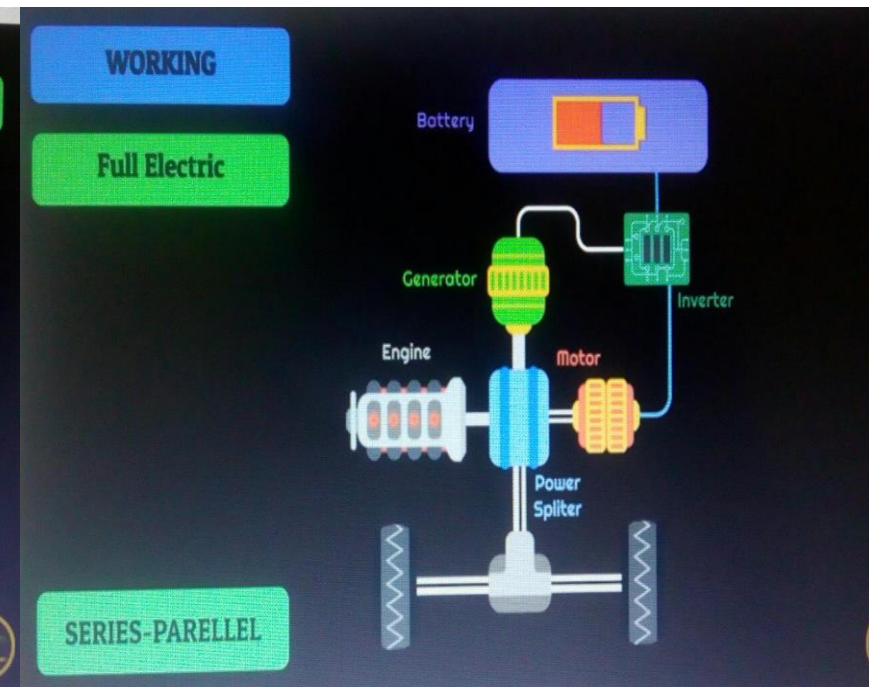 WORKING
Full Electric
Battery
Generator
Inverter
Engine
Motor
Power
Spliter
SERIES-PARELLEL